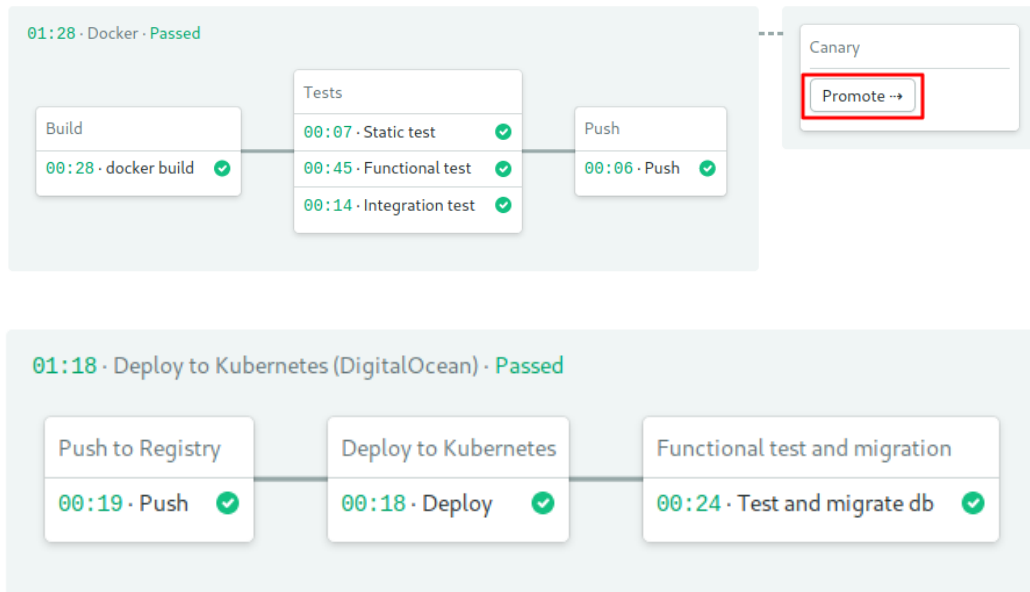 01:28 · Docker · Passed
Build
00:28 · docker build
Tests
00:07 · Static test
00:45 · Functional test
00:14 · Integration test
Push
00:06 · Push
Canary
Promote ⇢
01:18 · Deploy to Kubernetes (DigitalOcean) · Passed
Push to Registry
00:19 · Push
Deploy to Kubernetes
00:18 · Deploy
Functional test and migration
00:24 · Test and migrate db